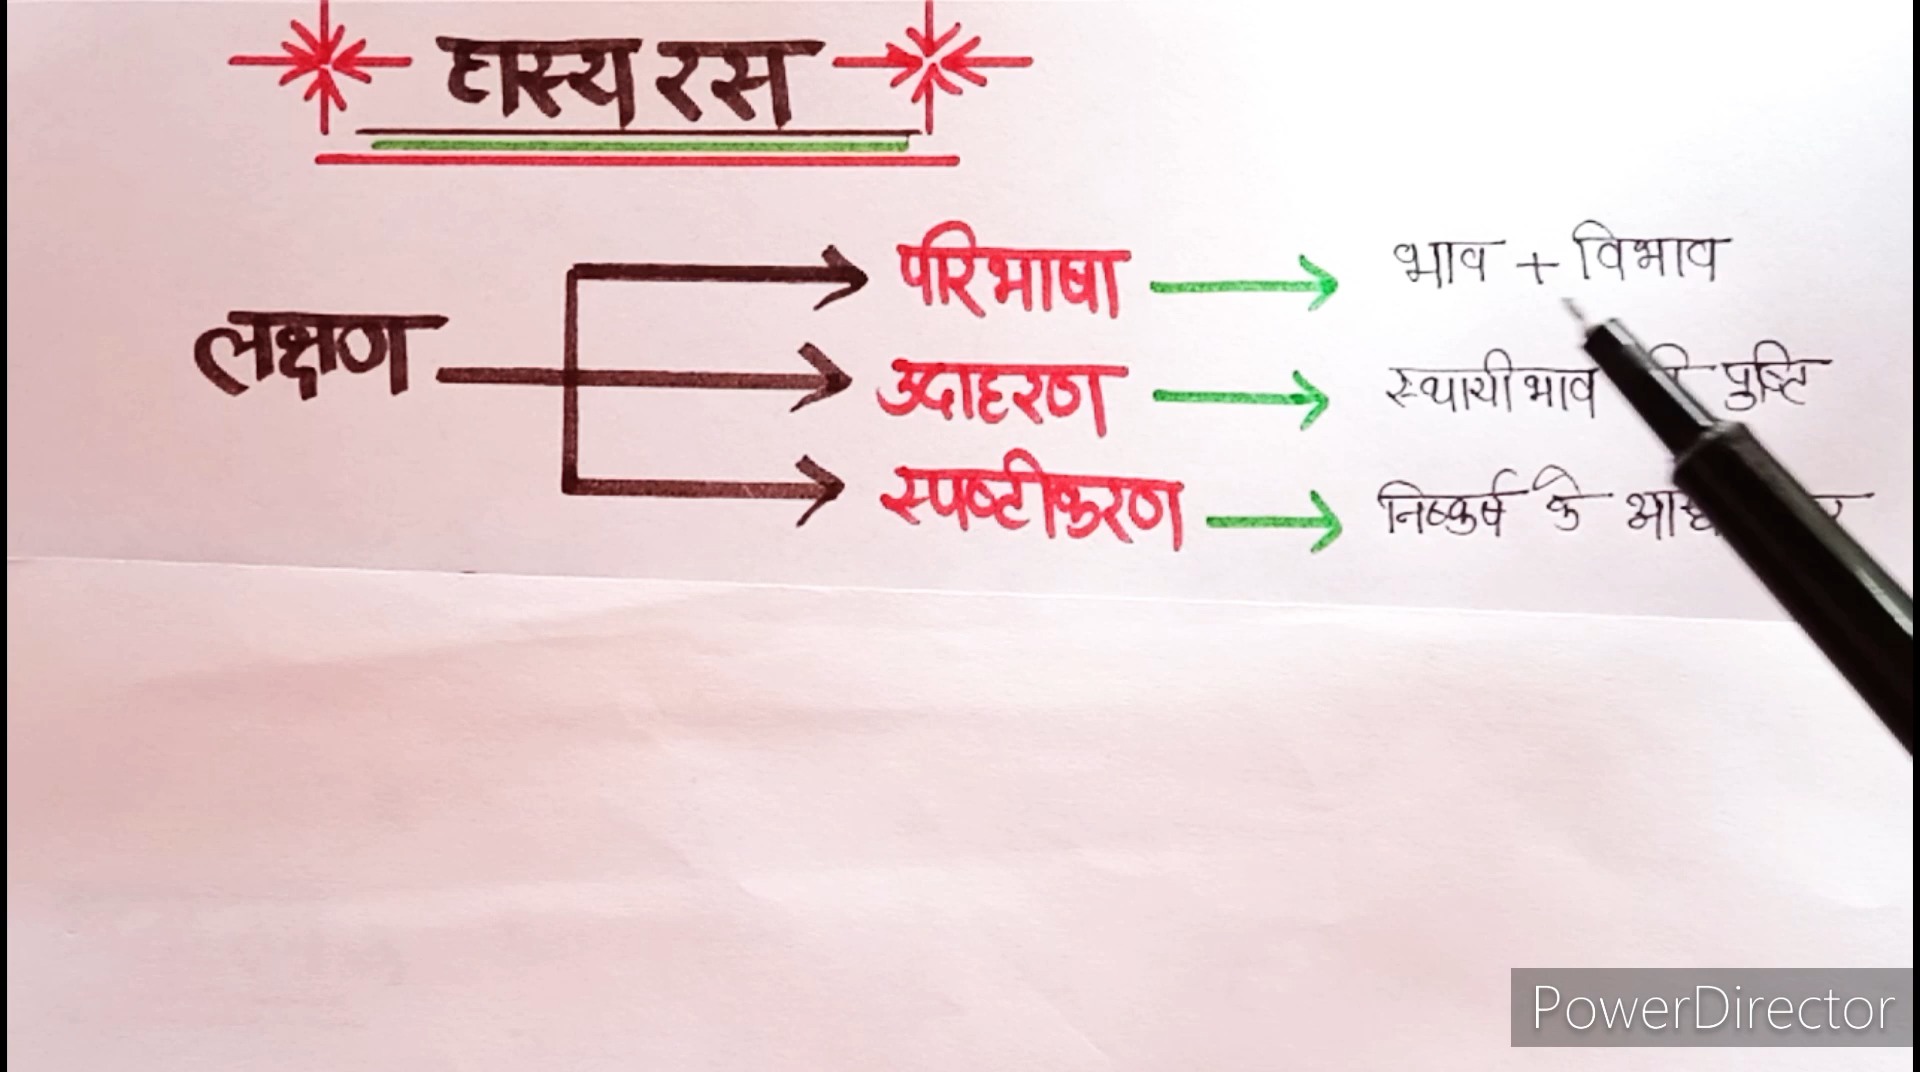 हास्य रस
परिभाषा भाव + विभाव
लक्षण उदाहरण स्थायी भाव पुष्टि
स्पष्टीकरण निष्कर्ष के
PowerDirector